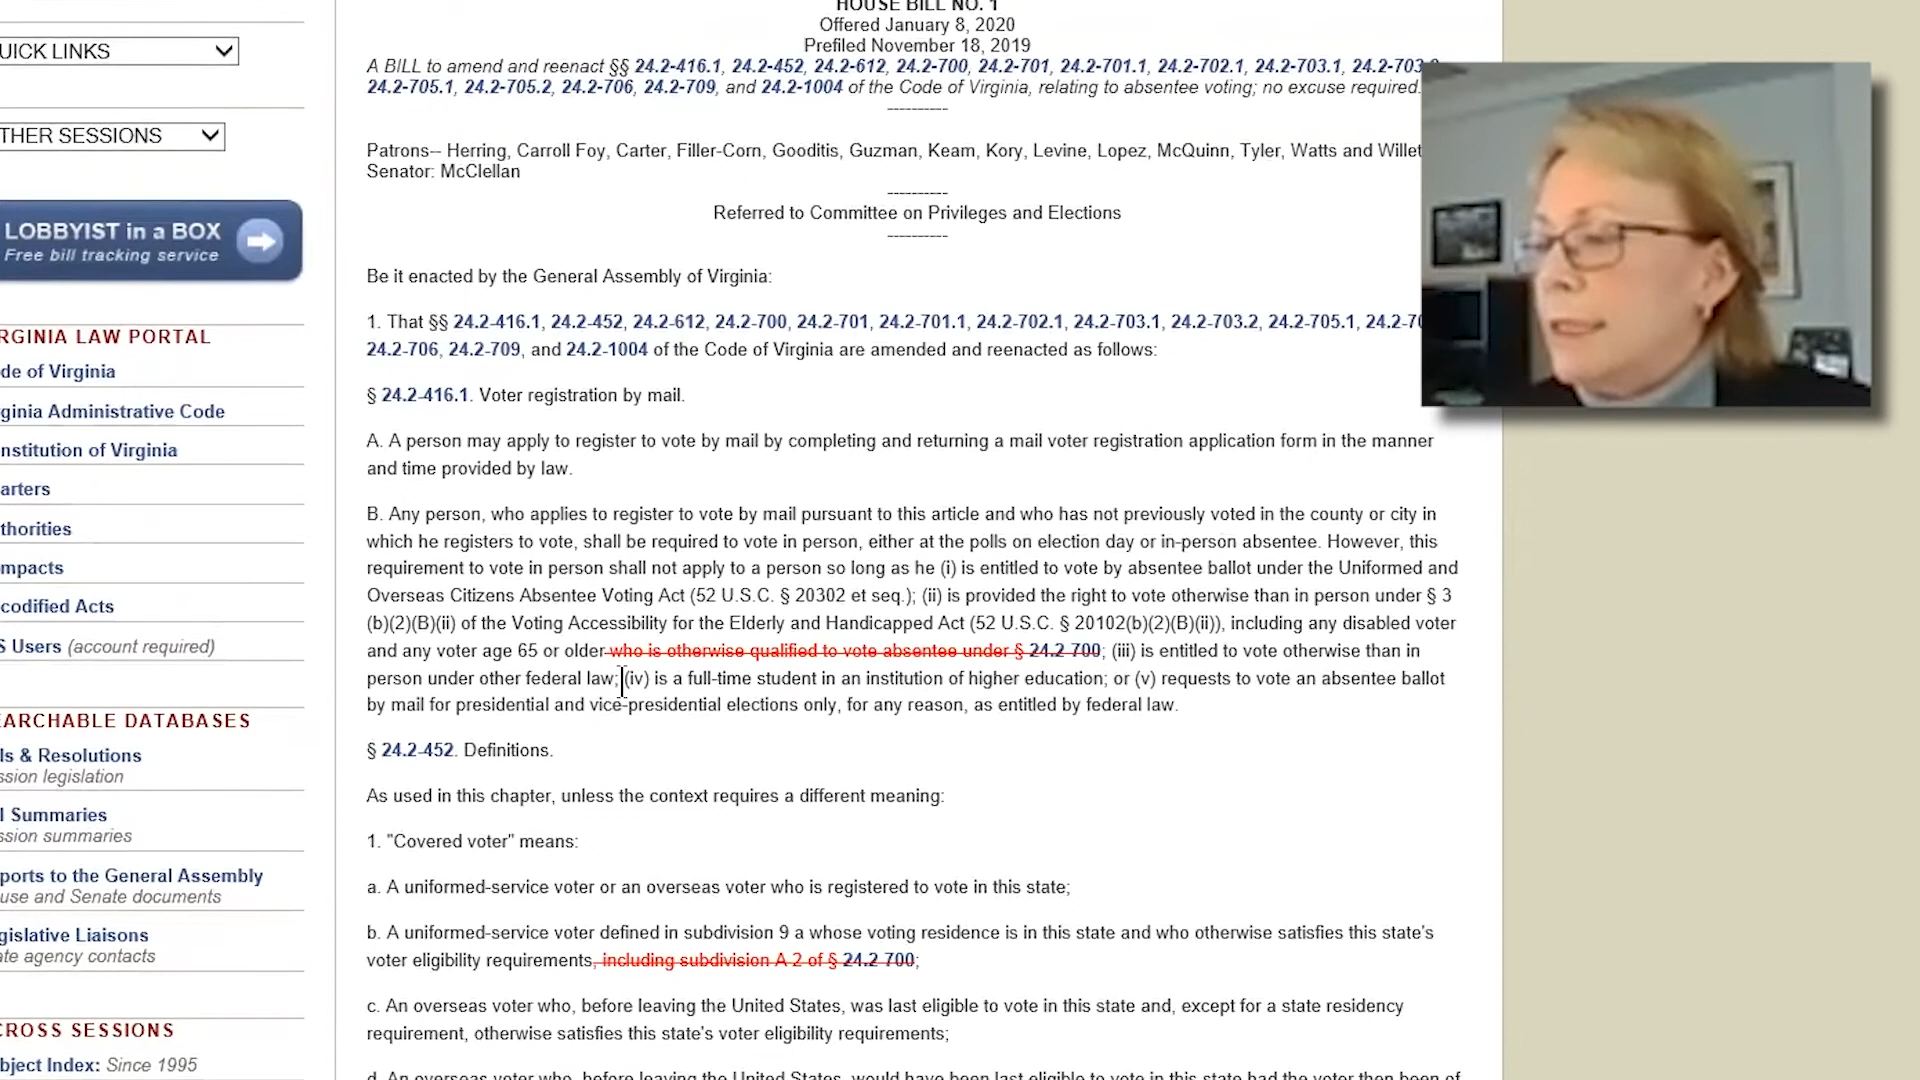 HOUSE BILL NO. 1
Offered January 8, 2020
Prefiled November 18, 2019
A BILL to amend and reenact §§ 24.2-416.1, 24.2-452, 24.2-612, 24.2-700, 24.2-701, 24.2-701.1, 24.2-702.1, 24.2-703.1, 24.2-703.2
24.2-705.1, 24.2-705.2, 24.2-706, 24.2-709, and 24.2-1004 of the Code of Virginia, relating to absentee voting; no excuse required.
----------
Patrons-- Herring, Carroll Foy, Carter, Filler-Corn, Gooditis, Guzman, Keam, Kory, Levine, Lopez, McQuinn, Tyler, Watts and Willet
Senator: McClellan
----------
Referred to Committee on Privileges and Elections
----------
Be it enacted by the General Assembly of Virginia:
1. That §§ 24.2-416.1, 24.2-452, 24.2-612, 24.2-700, 24.2-701, 24.2-701.1, 24.2-702.1, 24.2-703.1, 24.2-703.2, 24.2-705.1, 24.2-70
24.2-706, 24.2-709, and 24.2-1004 of the Code of Virginia are amended and reenacted as follows:
§ 24.2-416.1. Voter registration by mail.
A. A person may apply to register to vote by mail by completing and returning a mail voter registration application form in the manner
and time provided by law.
B. Any person, who applies to register to vote by mail pursuant to this article and who has not previously voted in the county or city in
which he registers to vote, shall be required to vote in person, either at the polls on election day or in-person absentee. However, this
requirement to vote in person shall not apply to a person so long as he (i) is entitled to vote by absentee ballot under the Uniformed and
Overseas Citizens Absentee Voting Act (52 U.S.C. § 20302 et seq.); (ii) is provided the right to vote otherwise than in person under § 3
(b)(2)(B)(ii) of the Voting Accessibility for the Elderly and Handicapped Act (52 U.S.C. § 20102(b)(2)(B)(ii)), including any disabled voter
and any voter age 65 or older who is otherwise qualified to vote absentee under § 24.2-700; (iii) is entitled to vote otherwise than in
person under other federal law; (iv) is a full-time student in an institution of higher education; or (v) requests to vote an absentee ballot
by mail for presidential and vice-presidential elections only, for any reason, as entitled by federal law.
§ 24.2-452. Definitions.
As used in this chapter, unless the context requires a different meaning:
1. "Covered voter" means:
a. A uniformed-service voter or an overseas voter who is registered to vote in this state;
b. A uniformed-service voter defined in subdivision 9 a whose voting residence is in this state and who otherwise satisfies this state's
voter eligibility requirements, including subdivision A 2 of § 24.2-700;
c. An overseas voter who, before leaving the United States, was last eligible to vote in this state and, except for a state residency
requirement, otherwise satisfies this state's voter eligibility requirements;
d. An overseas voter who, before leaving the United States, would have been last eligible to vote in this state had the voter then been of
UICK LINKS
THER SESSIONS
LOBBYIST in a BOX
Free bill tracking service
RGINIA LAW PORTAL
de of Virginia
ginia Administrative Code
nstitution of Virginia
arters
thorities
mpacts
codified Acts
S Users (account required)
EARCHABLE DATABASES
ls & Resolutions
ssion legislation
l Summaries
ssion summaries
ports to the General Assembly
use and Senate documents
gislative Liaisons
ate agency contacts
CROSS SESSIONS
bject Index: Since 1995